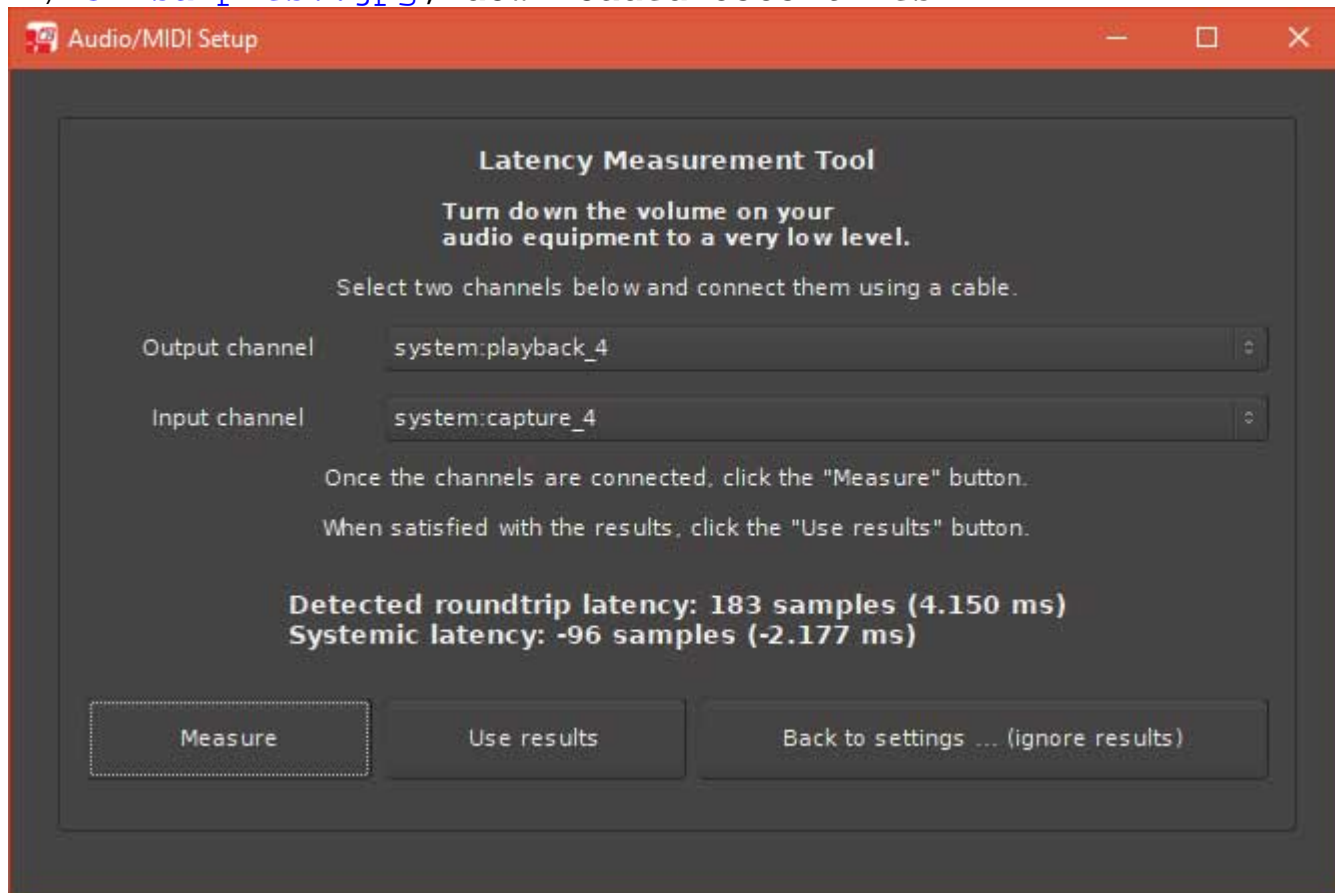 Audio/MIDI Setup
Latency Measurement Tool
Turn down the volume on your
audio equipment to a very low level.
Select two channels below and connect them using a cable.
Output channel system:playback_4
Input channel system:capture_4
Once the channels are connected, click the "Measure" button.
When satisfied with the results, click the "Use results" button.
Detected roundtrip latency: 183 samples (4.150 ms)
Systemic latency: -96 samples (-2.177 ms)
Measure Use results Back to settings ... (ignore results)